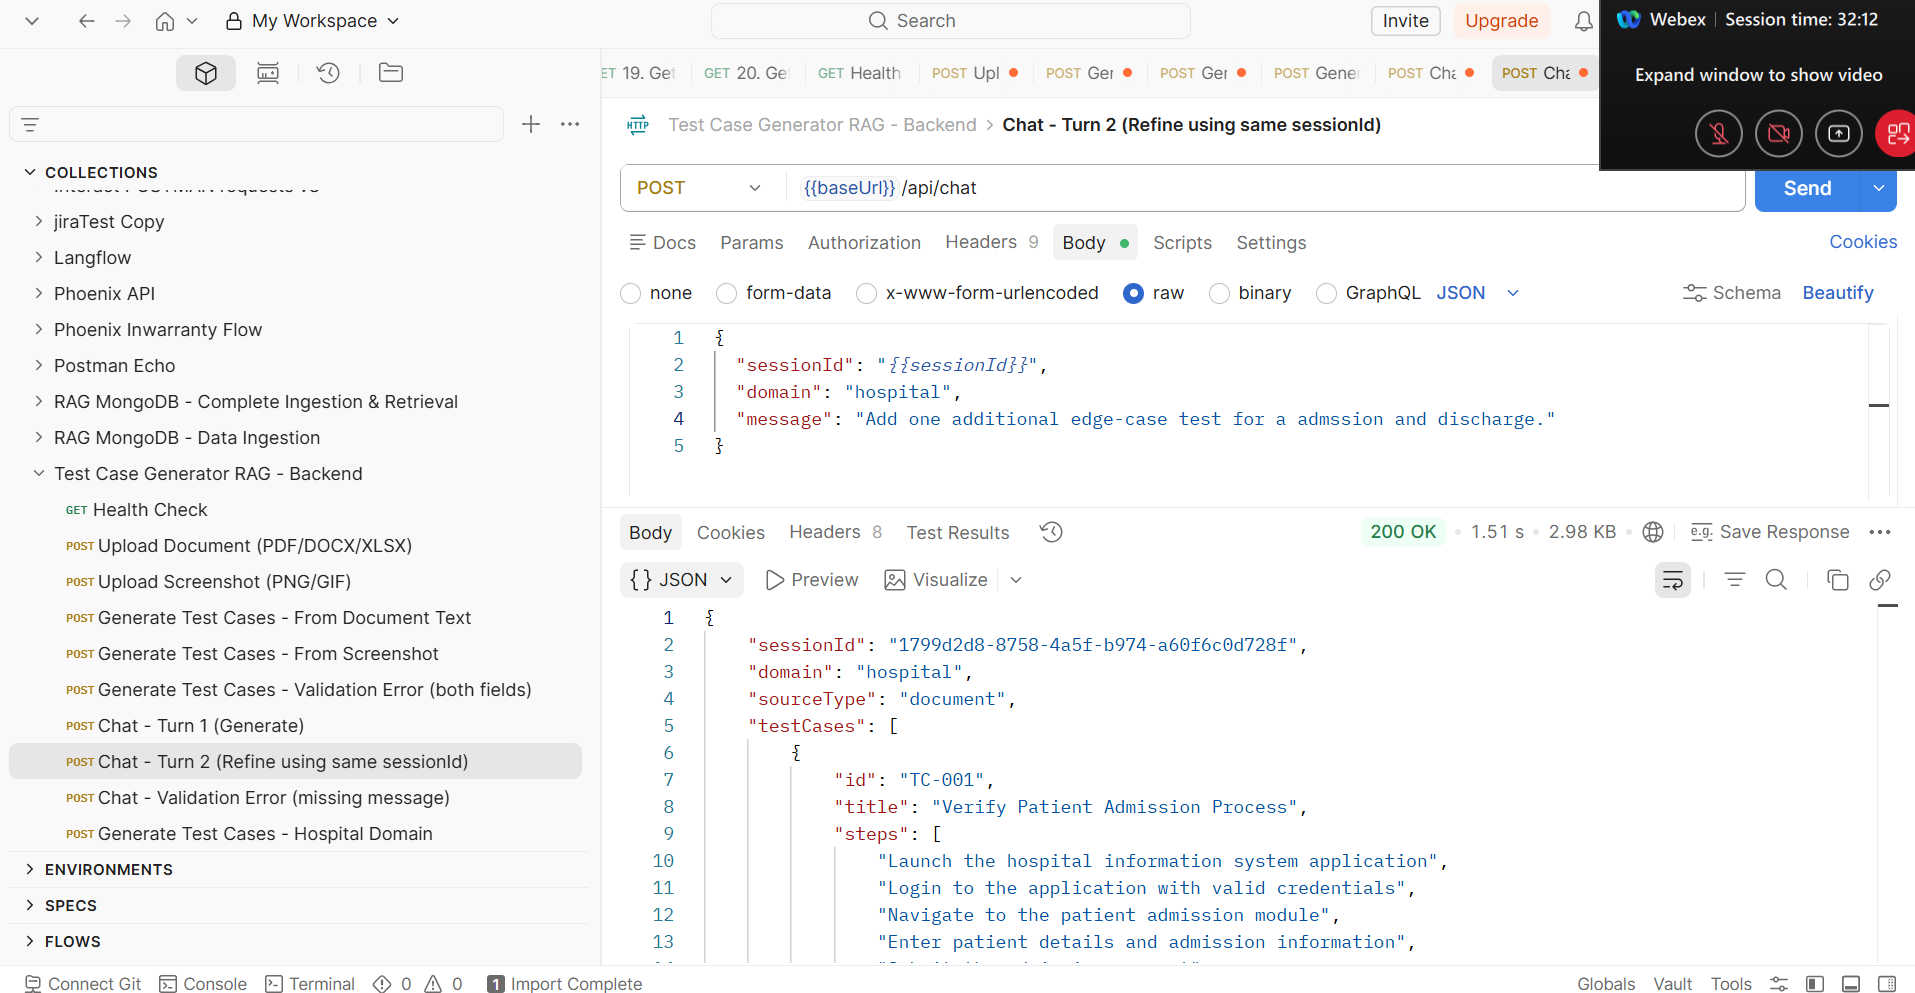 My Workspace
Search
Invite
Upgrade
Webex | Session time: 32:12
Expand window to show video
GET 19. Get
GET 20. Ge
GET Health
POST Upl
POST Ger
POST Ger
POST Gene
POST Cha
POST Cha
HTTP Test Case Generator RAG - Backend > Chat - Turn 2 (Refine using same sessionId)
COLLECTIONS
jiraTest Copy
Langflow
Phoenix API
Phoenix Inwarranty Flow
Postman Echo
RAG MongoDB - Complete Ingestion & Retrieval
RAG MongoDB - Data Ingestion
Test Case Generator RAG - Backend
GET Health Check
POST Upload Document (PDF/DOCX/XLSX)
POST Upload Screenshot (PNG/GIF)
POST Generate Test Cases - From Document Text
POST Generate Test Cases - From Screenshot
POST Generate Test Cases - Validation Error (both fields)
POST Chat - Turn 1 (Generate)
POST Chat - Turn 2 (Refine using same sessionId)
POST Chat - Validation Error (missing message)
POST Generate Test Cases - Hospital Domain
ENVIRONMENTS
SPECS
FLOWS
POST {{baseUrl}} /api/chat
Send
Docs Params Authorization Headers 9 Body Scripts Settings
Cookies
none form-data x-www-form-urlencoded raw binary GraphQL JSON
Schema Beautify
1 {
2 "sessionId": "{{sessionId}}",
3 "domain": "hospital",
4 "message": "Add one additional edge-case test for a admssion and discharge."
5 }
Body Cookies Headers 8 Test Results
200 OK • 1.51 s • 2.98 KB • e.g. Save Response
{} JSON Preview Visualize
1 {
2 "sessionId": "1799d2d8-8758-4a5f-b974-a60f6c0d728f",
3 "domain": "hospital",
4 "sourceType": "document",
5 "testCases": [
6 {
7 "id": "TC-001",
8 "title": "Verify Patient Admission Process",
9 "steps": [
10 "Launch the hospital information system application",
11 "Login to the application with valid credentials",
12 "Navigate to the patient admission module",
13 "Enter patient details and admission information",
Connect Git Console Terminal 0 0 1 Import Complete
Globals Vault Tools